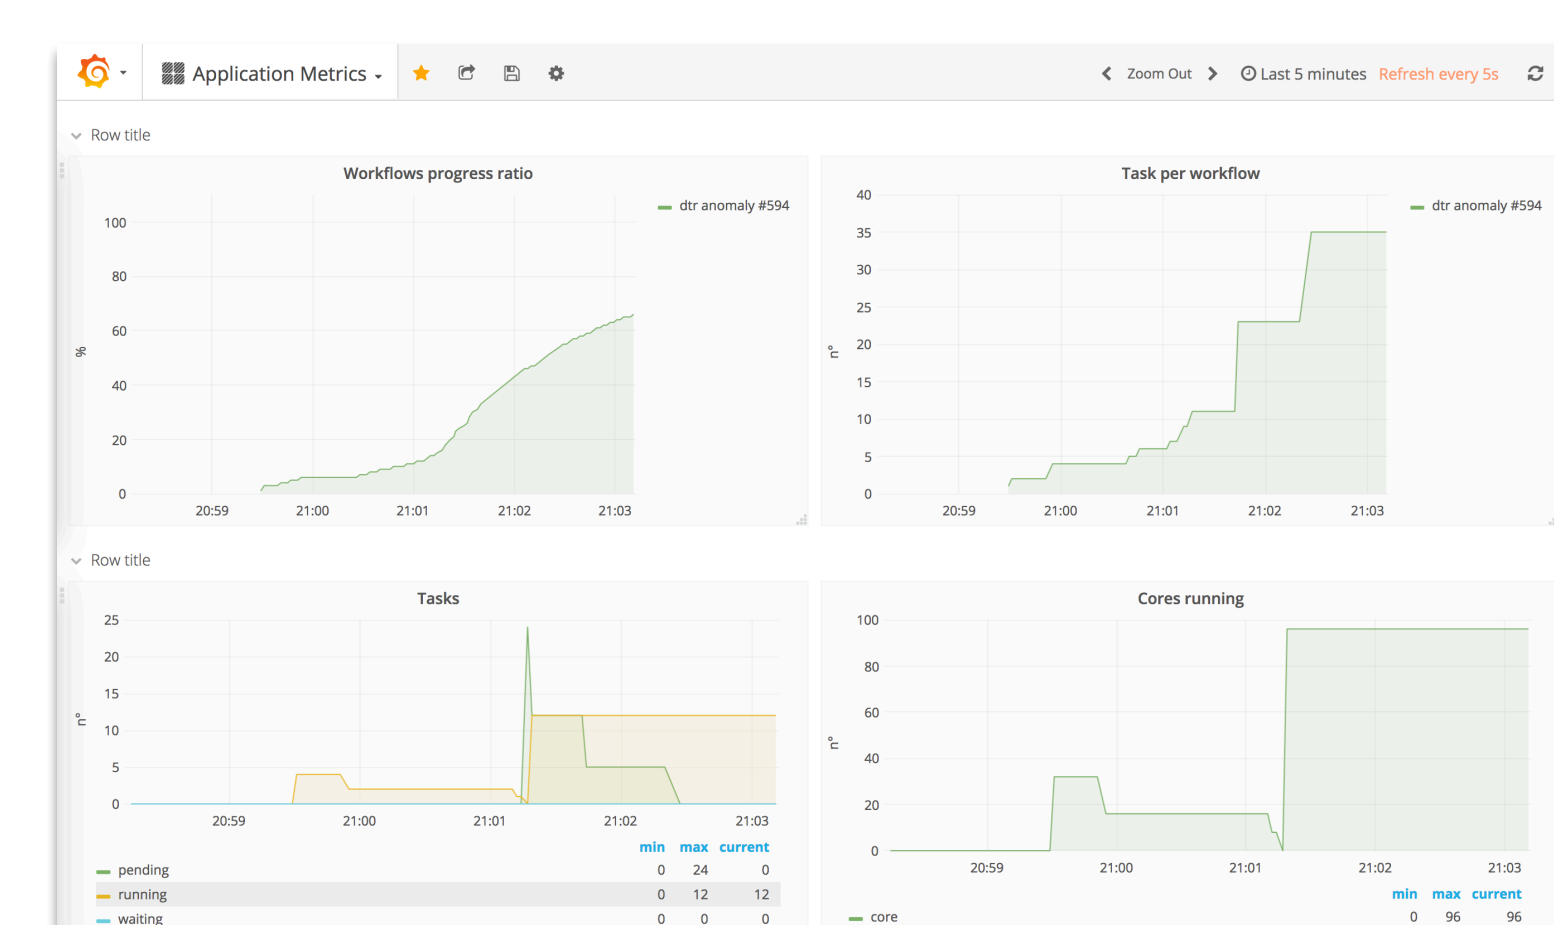 Application Metrics
Zoom Out
Last 5 minutes
Refresh every 5s
Row title
Workflows progress ratio
dtr anomaly #594
100
80
60
40
20
0
%
20:59 21:00 21:01 21:02 21:03
Task per workflow
dtr anomaly #594
40
35
30
25
20
15
10
5
0
n°
20:59 21:00 21:01 21:02 21:03
Row title
Tasks
25
20
15
10
5
0
n°
20:59 21:00 21:01 21:02 21:03
min max current
pending 0 24 0
running 0 12 12
waiting 0 0 0
Cores running
100
80
60
40
20
0
n°
20:59 21:00 21:01 21:02 21:03
min max current
core 0 96 96